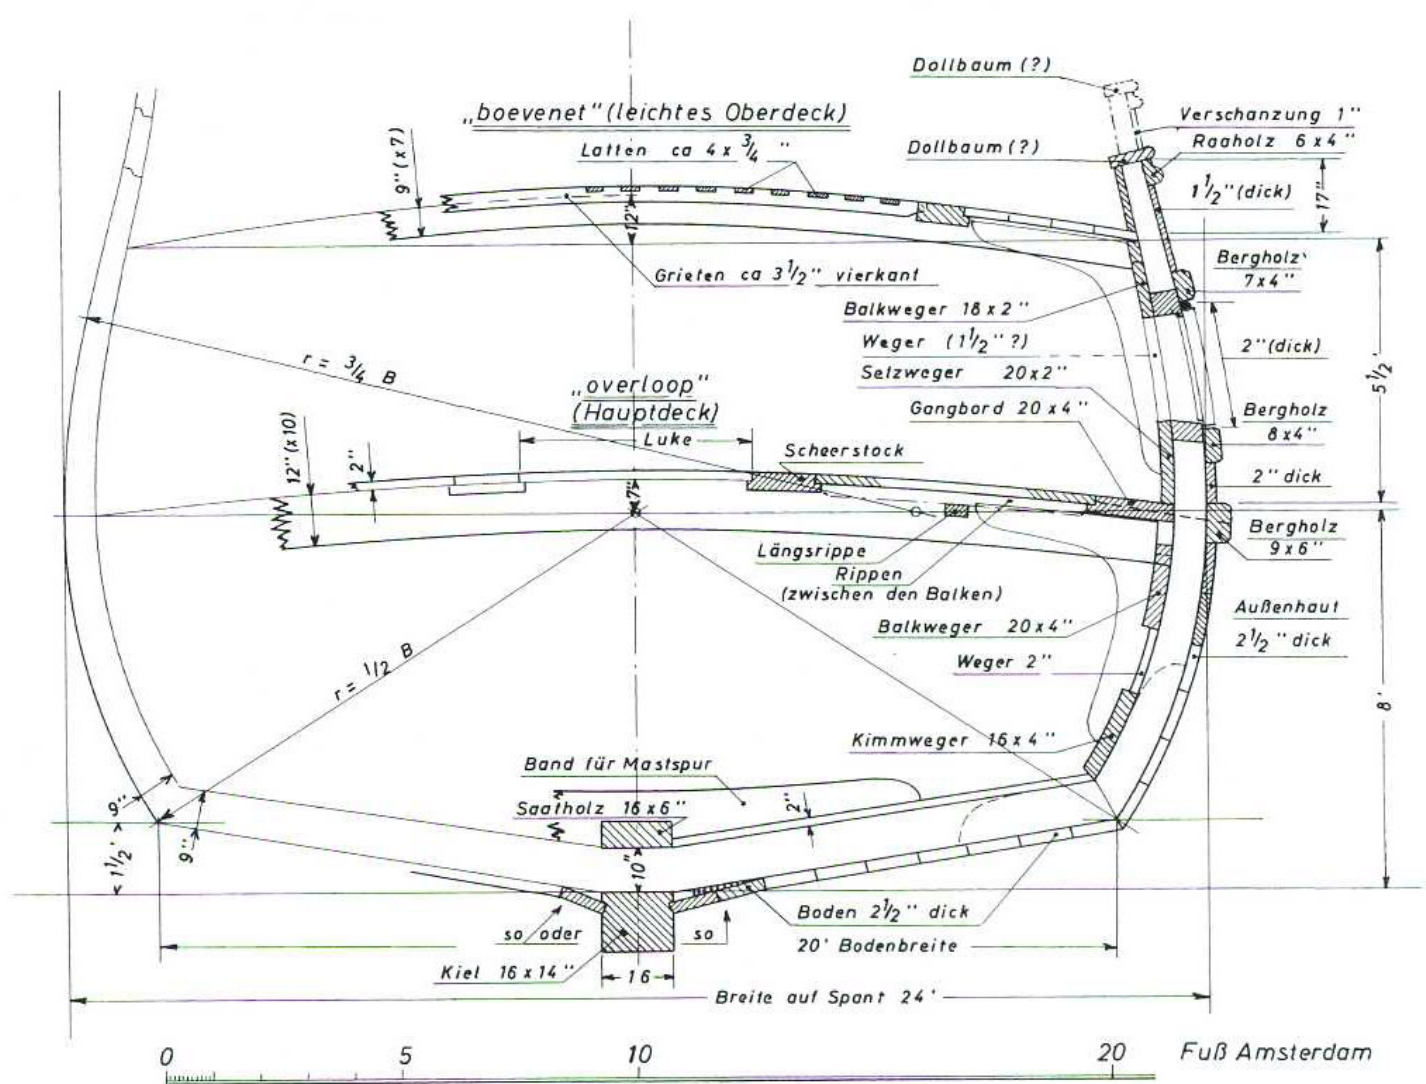 Dollbaum (?)
„boevenet" (leichtes Oberdeck)
Verschanzung 1"
Latten ca 4 x 3/4 "
Dollbaum (?)
Raaholz 6 x 4"
9" (x7)
1 1/2" (dick)
17"
12"
Grieten ca 3 1/2" vierkant
Bergholz
7 x 4"
Balkweger 18 x 2"
r = 3/4 B
Weger (1 1/2" ?)
2" (dick)
5 1/2'
„overloop"
(Hauptdeck)
Setzweger 20 x 2"
Gangbord 20 x 4"
Bergholz
8 x 4"
12" (x10)
Luke
Scheerstock
2"
2" dick
7"
Bergholz
9 x 6"
Längsrippe
Rippen
(zwischen den Balken)
Außenhaut
2 1/2" dick
Balkweger 20 x 4"
Weger 2"
r = 1/2 B
8'
Kimmweger 16 x 4"
Band für Mastspur
Saatholz 16 x 6"
2"
9"
9"
1 1/2'
10"
Boden 2 1/2" dick
so oder
so
20' Bodenbreite
Kiel 16 x 14"
16
Breite auf Spant 24'
0 5 10 20 Fuß Amsterdam